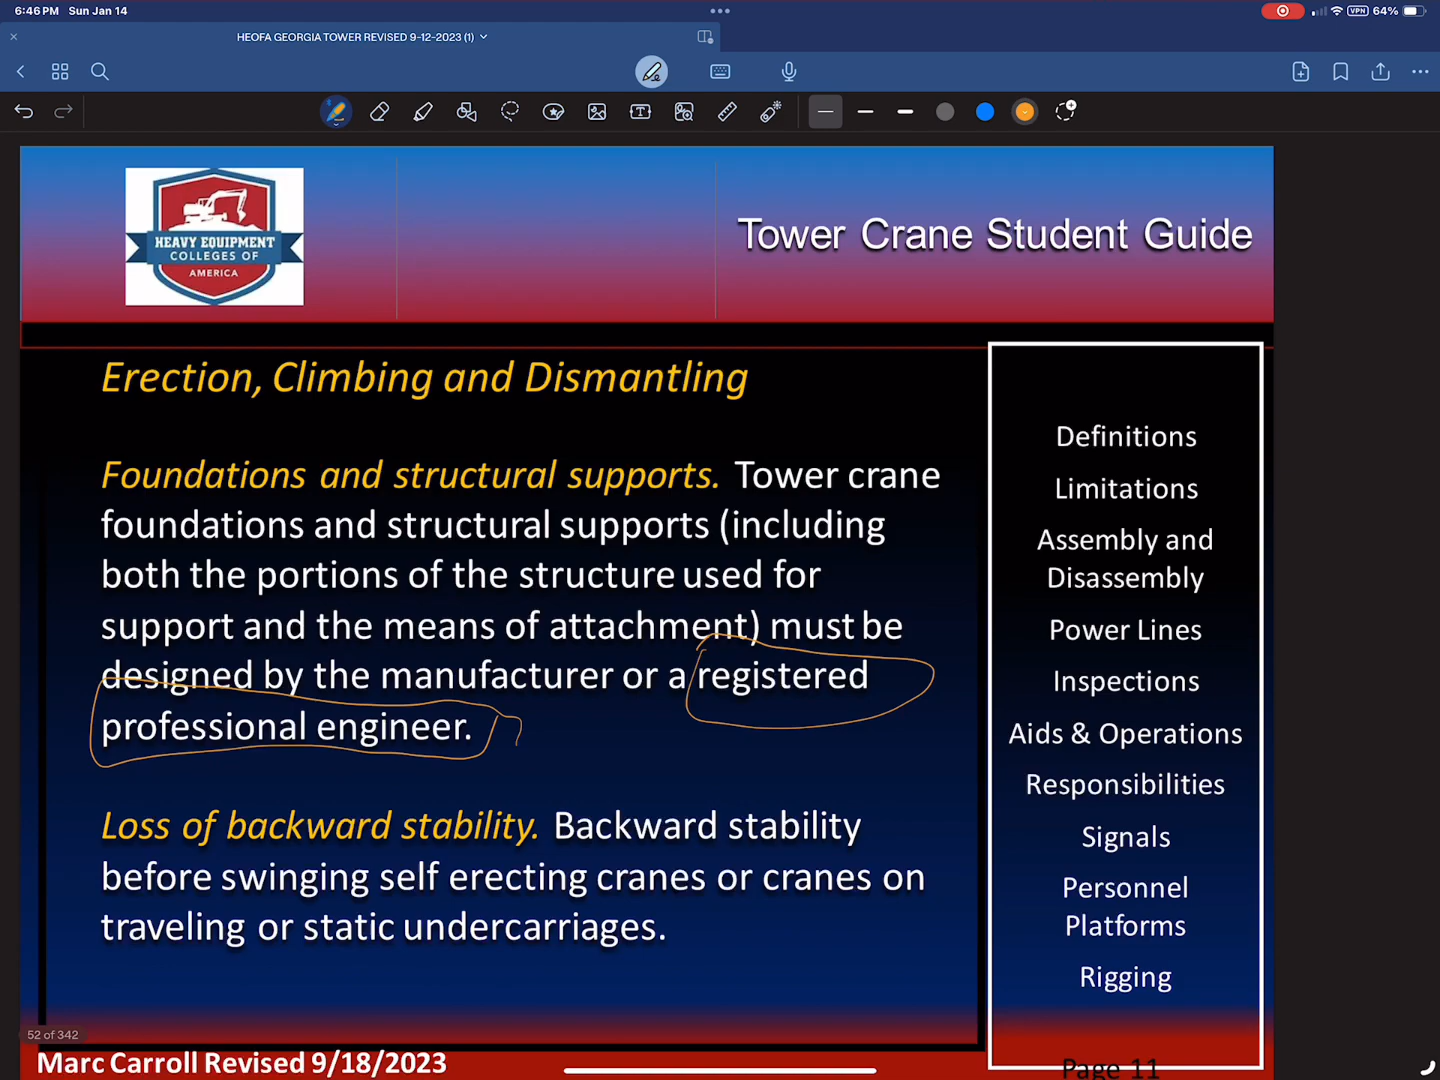 6:46 PM Sun Jan 14
VPN 64%
HEOFA GEORGIA TOWER REVISED 9-12-2023 (1)
HEAVY EQUIPMENT
COLLEGES OF
AMERICA
Tower Crane Student Guide
Erection, Climbing and Dismantling
Foundations and structural supports. Tower crane
foundations and structural supports (including
both the portions of the structure used for
support and the means of attachment) must be
designed by the manufacturer or a registered
professional engineer.
Loss of backward stability. Backward stability
before swinging self erecting cranes or cranes on
traveling or static undercarriages.
Definitions
Limitations
Assembly and
Disassembly
Power Lines
Inspections
Aids & Operations
Responsibilities
Signals
Personnel
Platforms
Rigging
52 of 342
Marc Carroll Revised 9/18/2023
Page 11